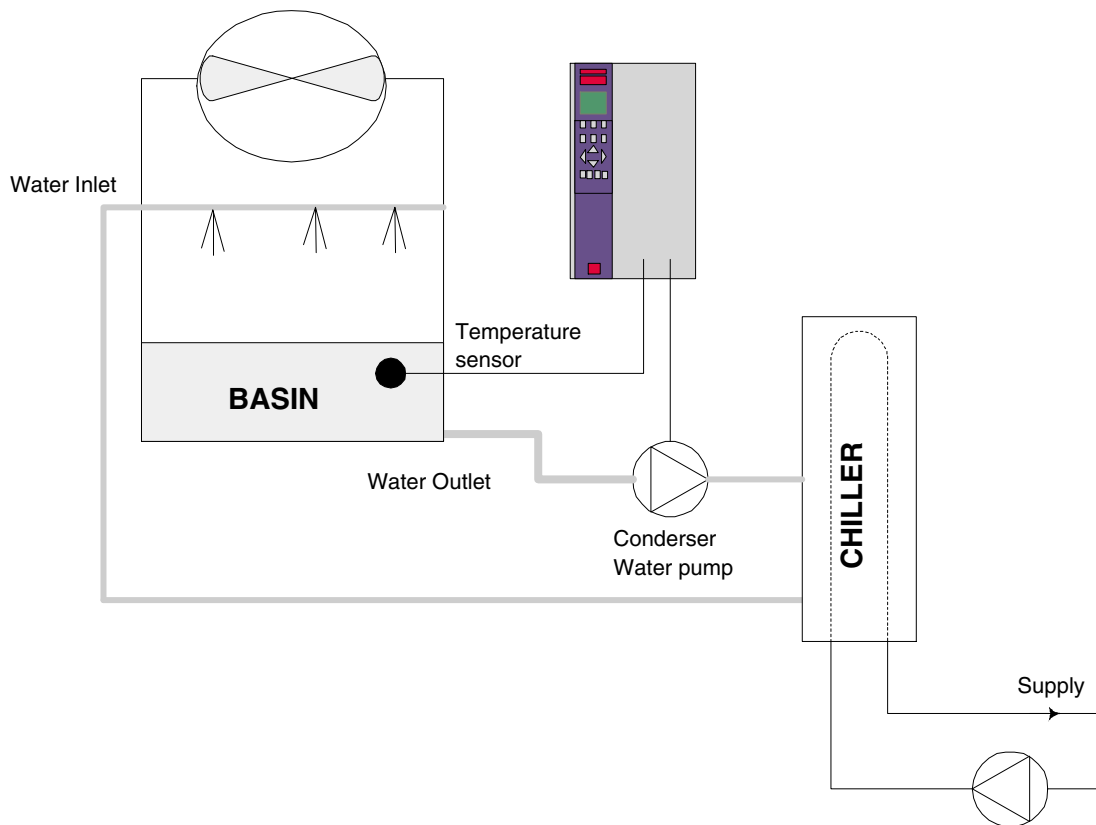 Water Inlet
Temperature
sensor
BASIN
Water Outlet
Conderser
Water pump
CHILLER
Supply